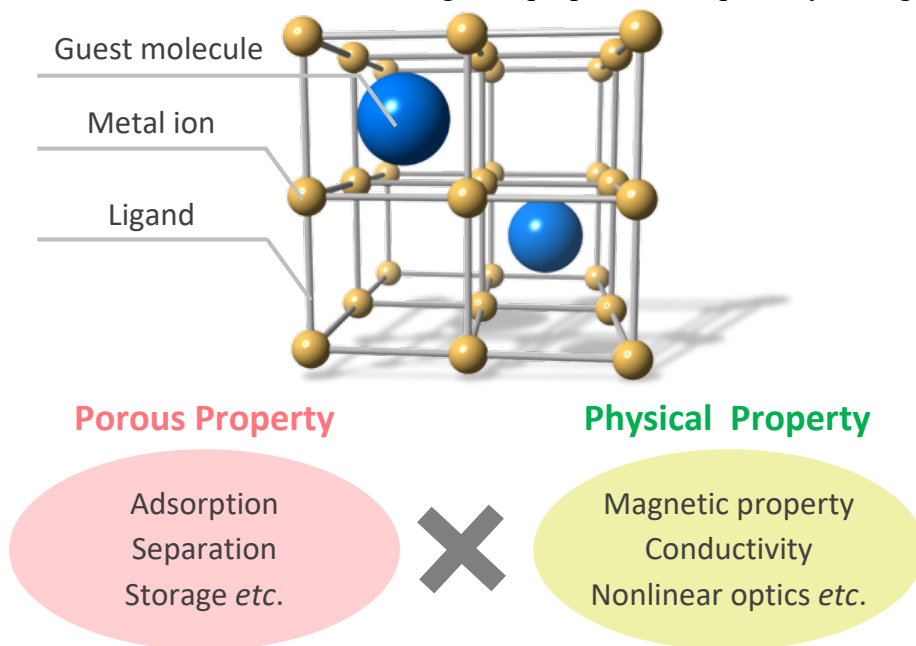 Guest molecule
Metal ion
Ligand
Porous Property
Physical Property
Adsorption
Separation
Storage etc.
Magnetic property
Conductivity
Nonlinear optics etc.